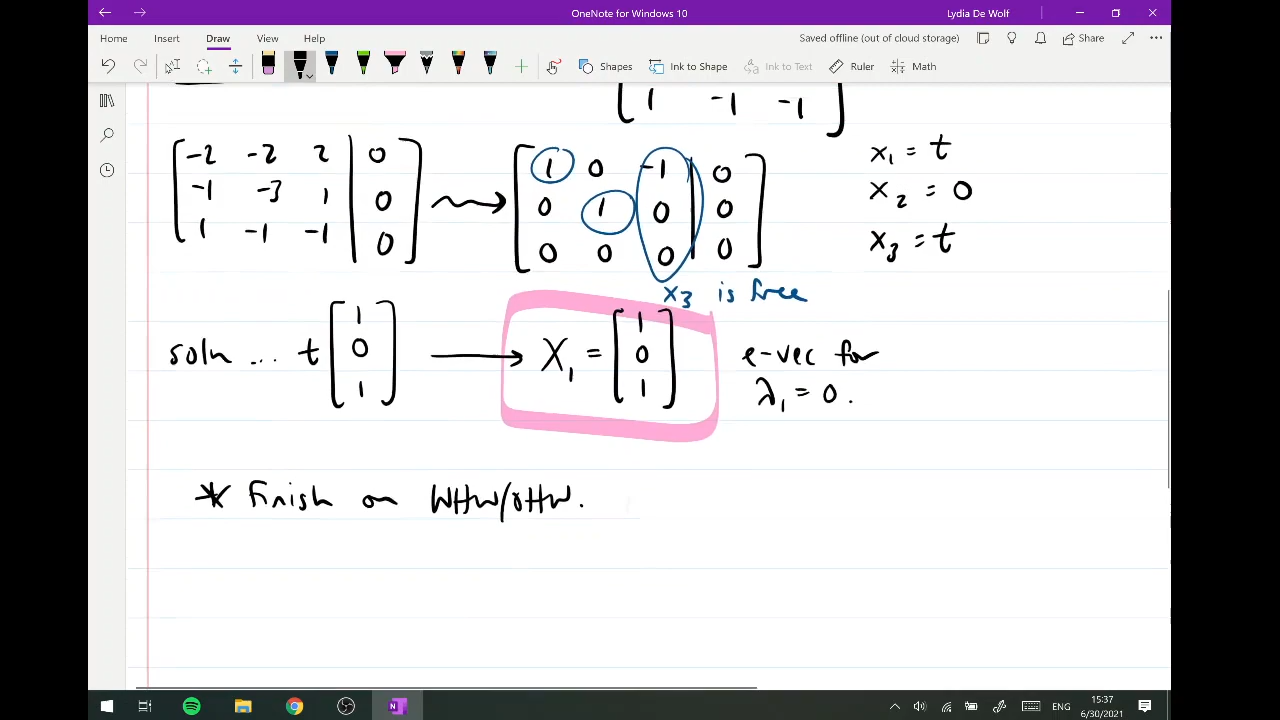 OneNote for Windows 10
Lydia De Wolf
Home Insert Draw View Help
Saved offline (out of cloud storage)
Share
Shapes Ink to Shape Ink to Text Ruler Math
1 -1 -1
-2 -2 2 0
-1 -3 1 0
1 -1 -1 0
1 0 -1 0
0 1 0 0
0 0 0 0
x₁ = t
x₂ = 0
x₃ = t
x₃ is free
soln ... t [1 0 1] → X₁ = [1 0 1]
e-vec for
λ₁ = 0.
* Finish on WHW/OHW.
ENG
15:37
6/30/2021